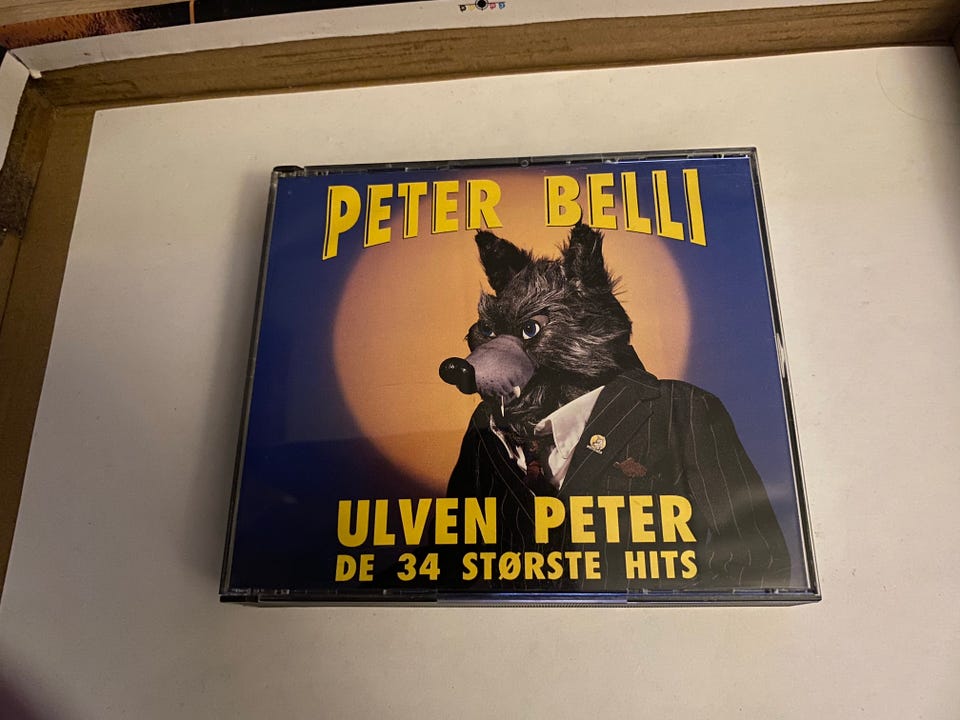 PETER BELLI
ULVEN PETER
DE 34 STØRSTE HITS